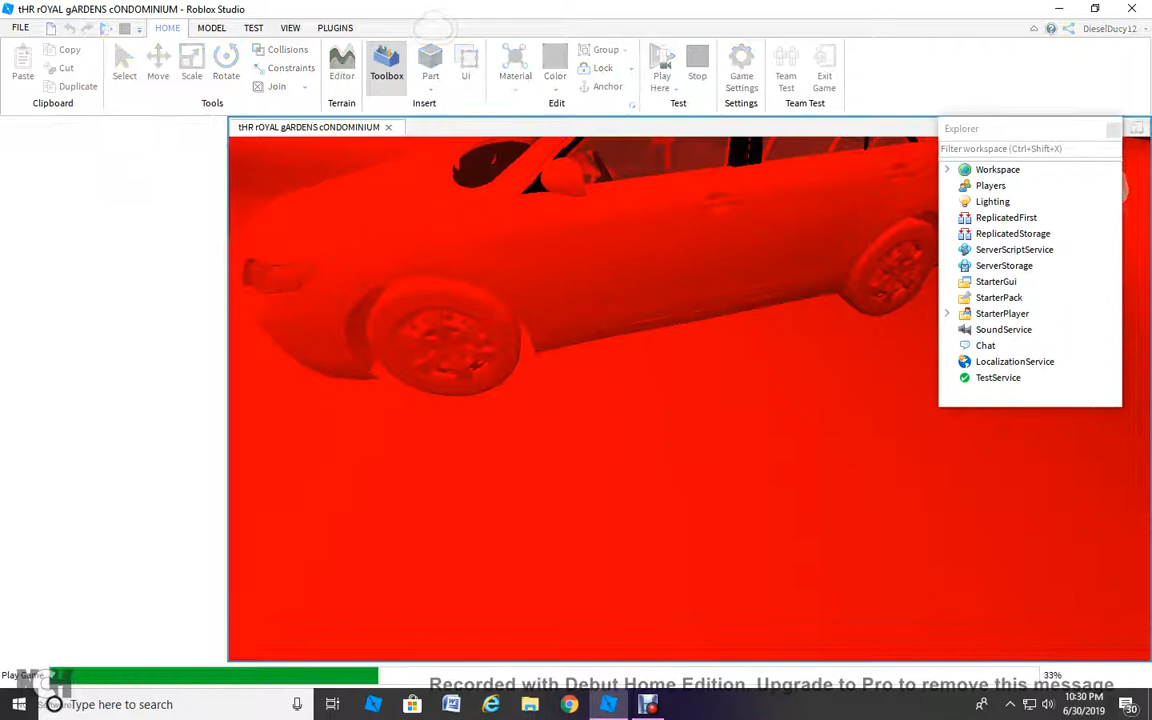 tHR rOYAL gARDENS cONDOMINIUM - Roblox Studio
FILE HOME MODEL TEST VIEW PLUGINS DieselDucy12
Paste Copy Cut Duplicate Clipboard
Select Move Scale Rotate Collisions Constraints Join Tools
Editor Terrain
Toolbox Part Ui Insert
Material Color Group Lock Anchor Edit
Play Here Stop Test
Game Settings Settings
Team Test Exit Game Team Test
tHR rOYAL gARDENS cONDOMINIUM
Explorer
Filter workspace (Ctrl+Shift+X)
Workspace
Players
Lighting
ReplicatedFirst
ReplicatedStorage
ServerScriptService
ServerStorage
StarterGui
StarterPack
StarterPlayer
SoundService
Chat
LocalizationService
TestService
Play Game 33%
NCH
Recorded with Debut Home Edition. Upgrade to Pro to remove this message
Type here to search
10:30 PM
6/30/2019
30